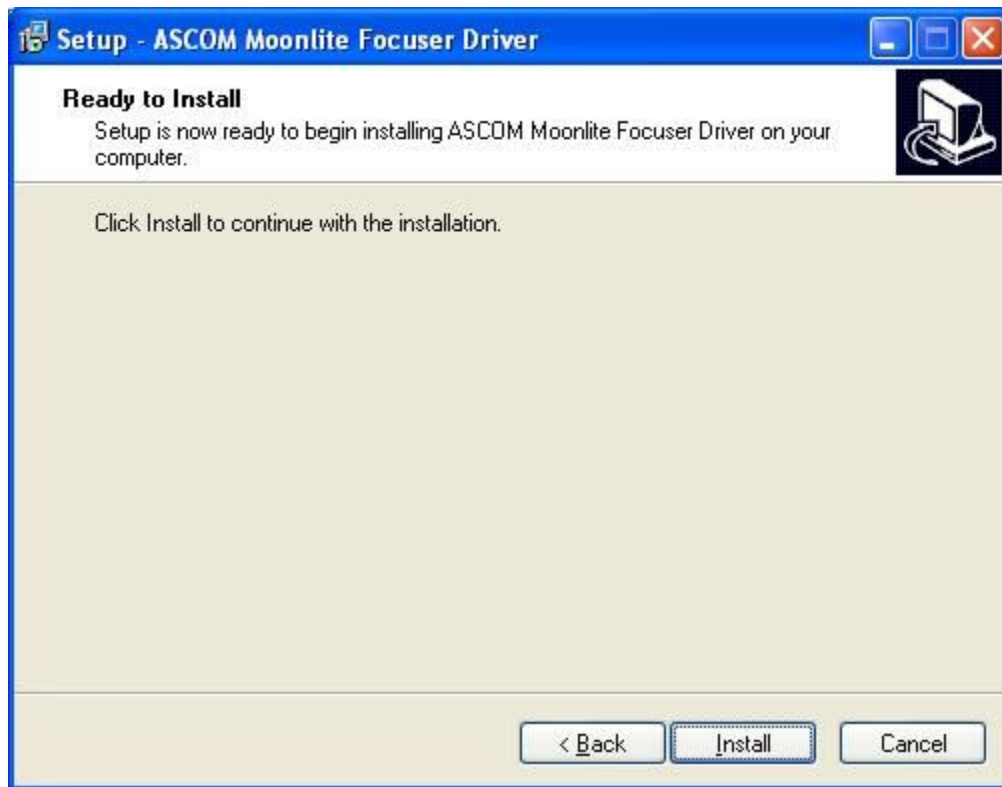 Setup - ASCOM Moonlite Focuser Driver
Ready to Install
Setup is now ready to begin installing ASCOM Moonlite Focuser Driver on your
computer.
Click Install to continue with the installation.
< Back
Install
Cancel